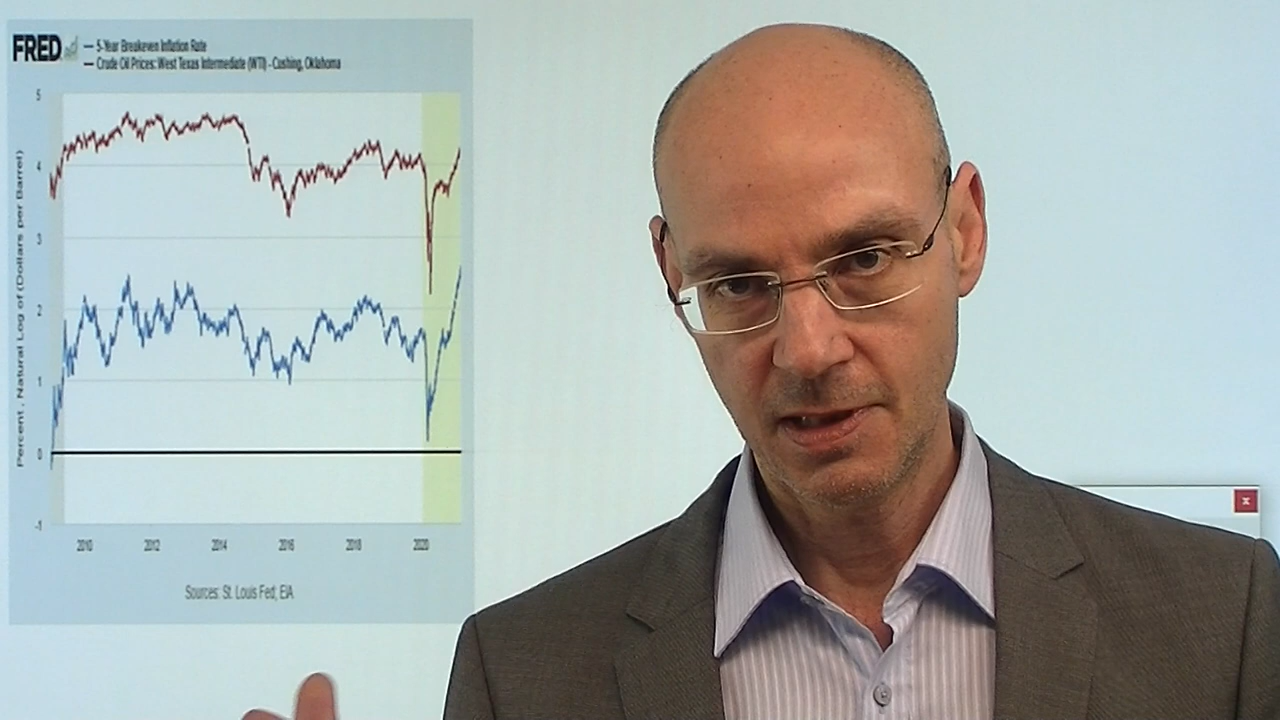 FRED
— 5-Year Breakeven Inflation Rate
— Crude Oil Prices: West Texas Intermediate (WTI) - Cushing, Oklahoma
Percent , Natural Log of (Dollars per Barrel)
5
4
3
2
1
0
-1
2010 2012 2014 2016 2018 2020
Sources: St. Louis Fed; EIA
x